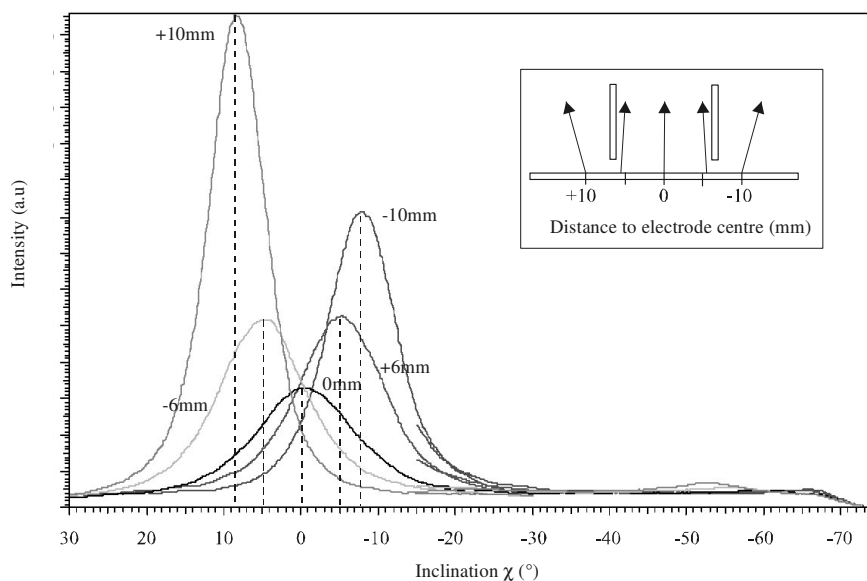 +10mm
-10mm
+6mm
0mm
-6mm
+10
0
-10
Distance to electrode centre (mm)
Intensity (a.u)
30 20 10 0 -10 -20 -30 -40 -50 -60 -70
Inclination χ (°)